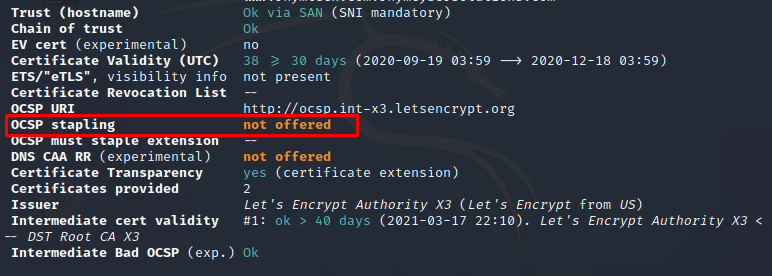 Trust (hostname) Ok via SAN (SNI mandatory)
Chain of trust Ok
EV cert (experimental) no
Certificate Validity (UTC) 38 >= 30 days (2020-09-19 03:59 --> 2020-12-18 03:59)
ETS/"eTLS", visibility info not present
Certificate Revocation List --
OCSP URI http://ocsp.int-x3.letsencrypt.org
OCSP stapling not offered
OCSP must staple extension --
DNS CAA RR (experimental) not offered
Certificate Transparency yes (certificate extension)
Certificates provided 2
Issuer Let's Encrypt Authority X3 (Let's Encrypt from US)
Intermediate cert validity #1: ok > 40 days (2021-03-17 22:10). Let's Encrypt Authority X3 <
-- DST Root CA X3
Intermediate Bad OCSP (exp.) Ok